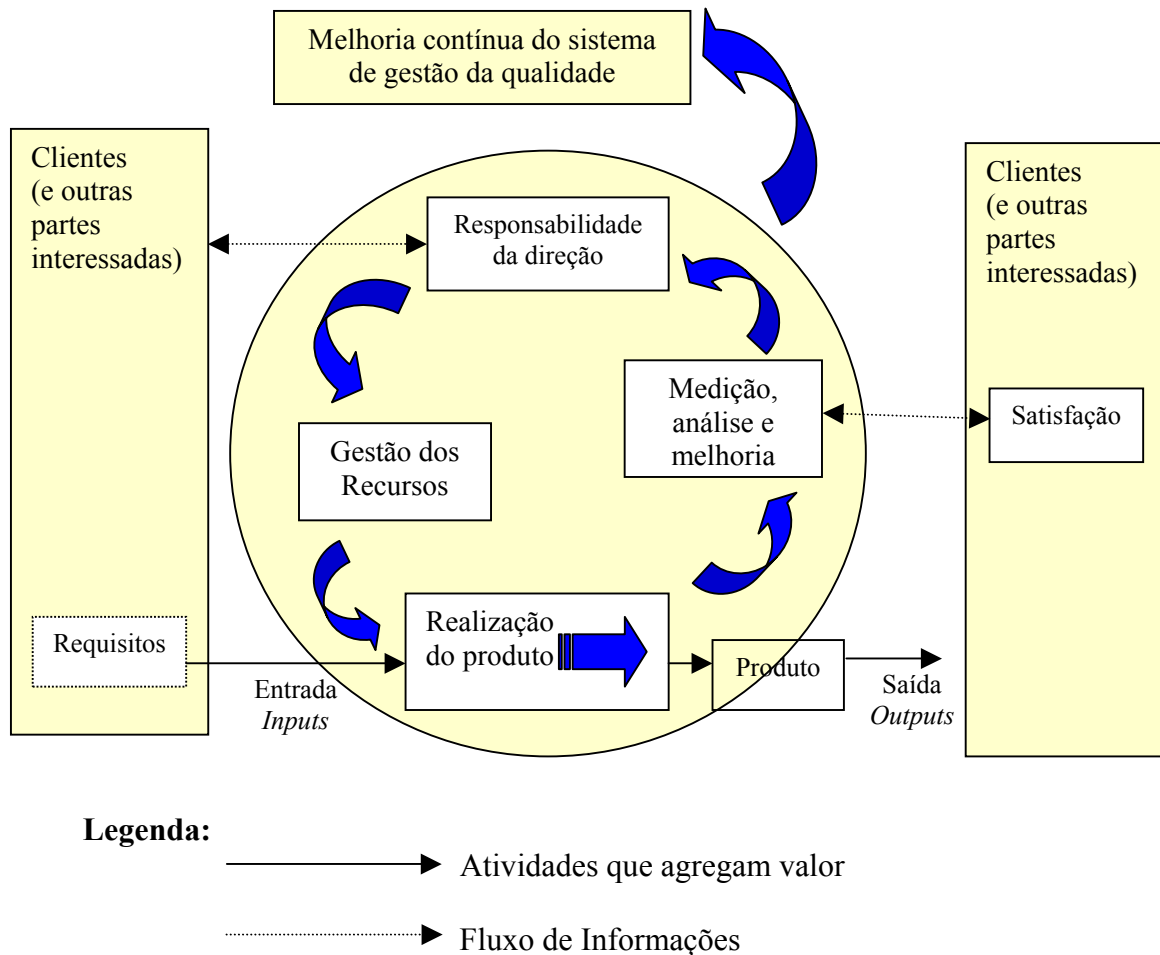 Melhoria contínua do sistema
de gestão da qualidade
Clientes
(e outras
partes
interessadas)
Clientes
(e outras
partes
interessadas)
Responsabilidade
da direção
Medição,
análise e
melhoria
Satisfação
Gestão dos
Recursos
Requisitos
Realização
do produto
Produto
Entrada
Inputs
Saída
Outputs
Legenda:
Atividades que agregam valor
Fluxo de Informações